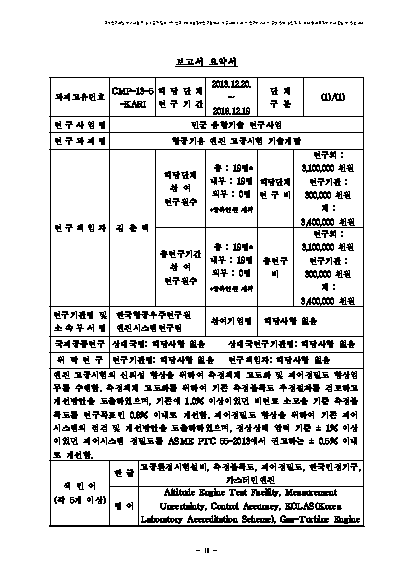 보고서 요약서
과제고유번호
CMP-13-5
-KARI
해 당 단 계
연 구 기 간
2013.12.20.
~
2016.12.19
단 계
구 분
(1)/(1)
연 구 사 업 명
민군 융합기술 연구사업
연 구 과 제 명
항공기용 엔진 고공시험 기술개발
연 구 책 임 자
해당단계
참 여
연구원수
총 : 19명
내부 : 19명
외부 : 0명
해당단계
연 구 비
연구회 :
3,100,000 천원
연구기관 :
300,000 천원
계 :
3,400,000 천원
총연구기간
참 여
연구원수
총 : 19명
내부 : 19명
외부 : 0명
총연구
비
연구회 :
3,100,000 천원
연구기관 :
300,000 천원
계 :
3,400,000 천원
연구기관명 및
소 속 부 서 명
한국항공우주연구원
엔진시스템연구팀
참여기업명
해당사항 없음
국제공동연구
상대국명: 해당사항 없음 상대국연구기관명: 해당사항 없음
위 탁 연 구
연구기관명: 해당사항 없음 연구책임자: 해당사항 없음
엔진 고공시험의 신뢰성 향상을 위하여 측정체계 고도화 및 제어정밀도 향상업
무를 수행함. 측정체계 고도화를 위하여 기존 측정불확도 추정절차를 검토하고
개선방안을 도출하였으며, 기존에 1.0% 이상이었던 비연료 소모율 기준 측정불
확도를 연구목표인 0.8% 이내로 개선함. 제어정밀도 향상을 위하여 기존 제어
시스템의 점검 및 개선방안을 도출하였으며, 정상상태 압력 기준 ± 1% 이상
이었던 제어시스템 정밀도를 ASME PTC 55-2013에서 권고하는 ± 0.5% 이내
로 개선함.
색 인 어
(각 5개 이상)
한 글
고공환경시험설비, 측정불확도, 제어정밀도, 한국인정기구,
가스터빈엔진
영 어
Altitude Engine Test Facility, Measurement
Uncertainty, Control Accuracy, KOLAS(Korea
Laboratory Accreditation Scheme), Gas-Turbine Engine